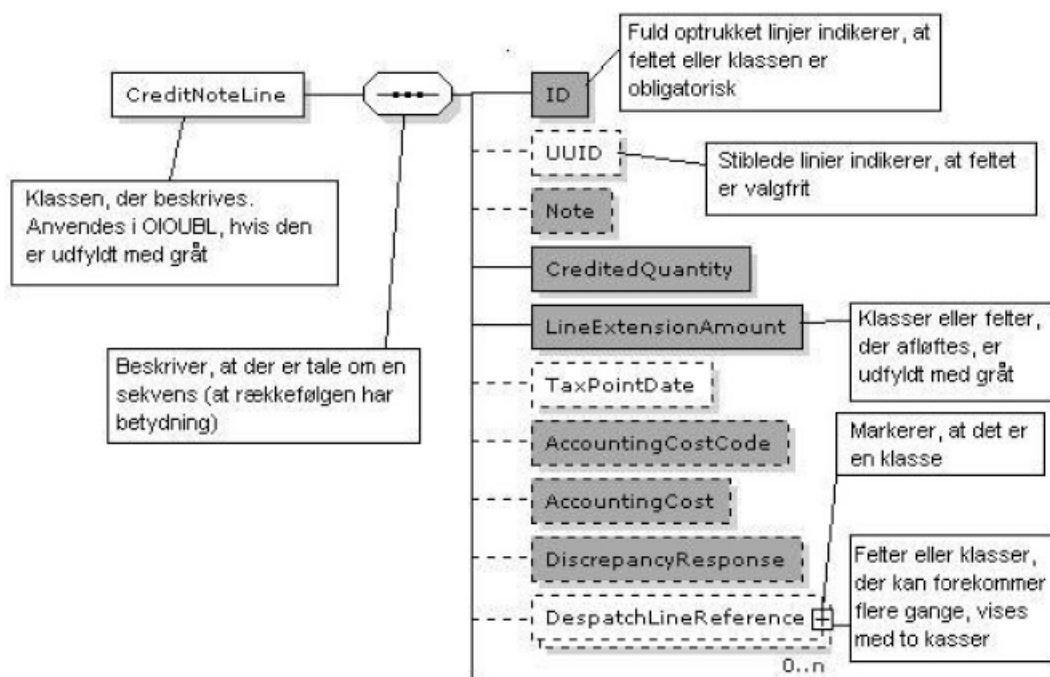 Fuld optrukket linjer indikerer, at
feltet eller klassen er
obligatorisk
CreditNoteLine
ID
UUID
Stiblede linier indikerer, at feltet
er valgfrit
Klassen, der beskrives.
Anvendes i OIOUBL, hvis den
er udfyldt med gråt
Note
CreditedQuantity
LineExtensionAmount
Klasser eller felter,
der afløftes, er
udfyldt med gråt
Beskriver, at der er tale om en
sekvens (at rækkefølgen har
betydning)
TaxPointDate
AccountingCostCode
Markerer, at det er
en klasse
AccountingCost
DiscrepancyResponse
Felter eller klasser,
der kan forekommer
flere gange, vises
med to kasser
DespatchLineReference
0..n